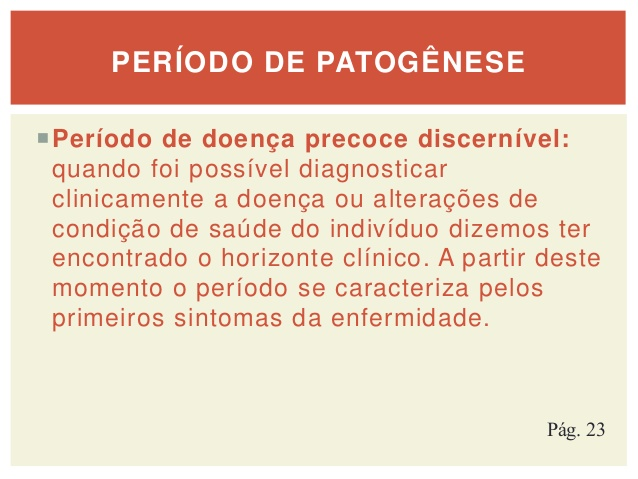 PERÍODO DE PATOGÊNESE
Período de doença precoce discernível:
quando foi possível diagnosticar
clinicamente a doença ou alterações de
condição de saúde do indivíduo dizemos ter
encontrado o horizonte clínico. A partir deste
momento o período se caracteriza pelos
primeiros sintomas da enfermidade.
Pág. 23